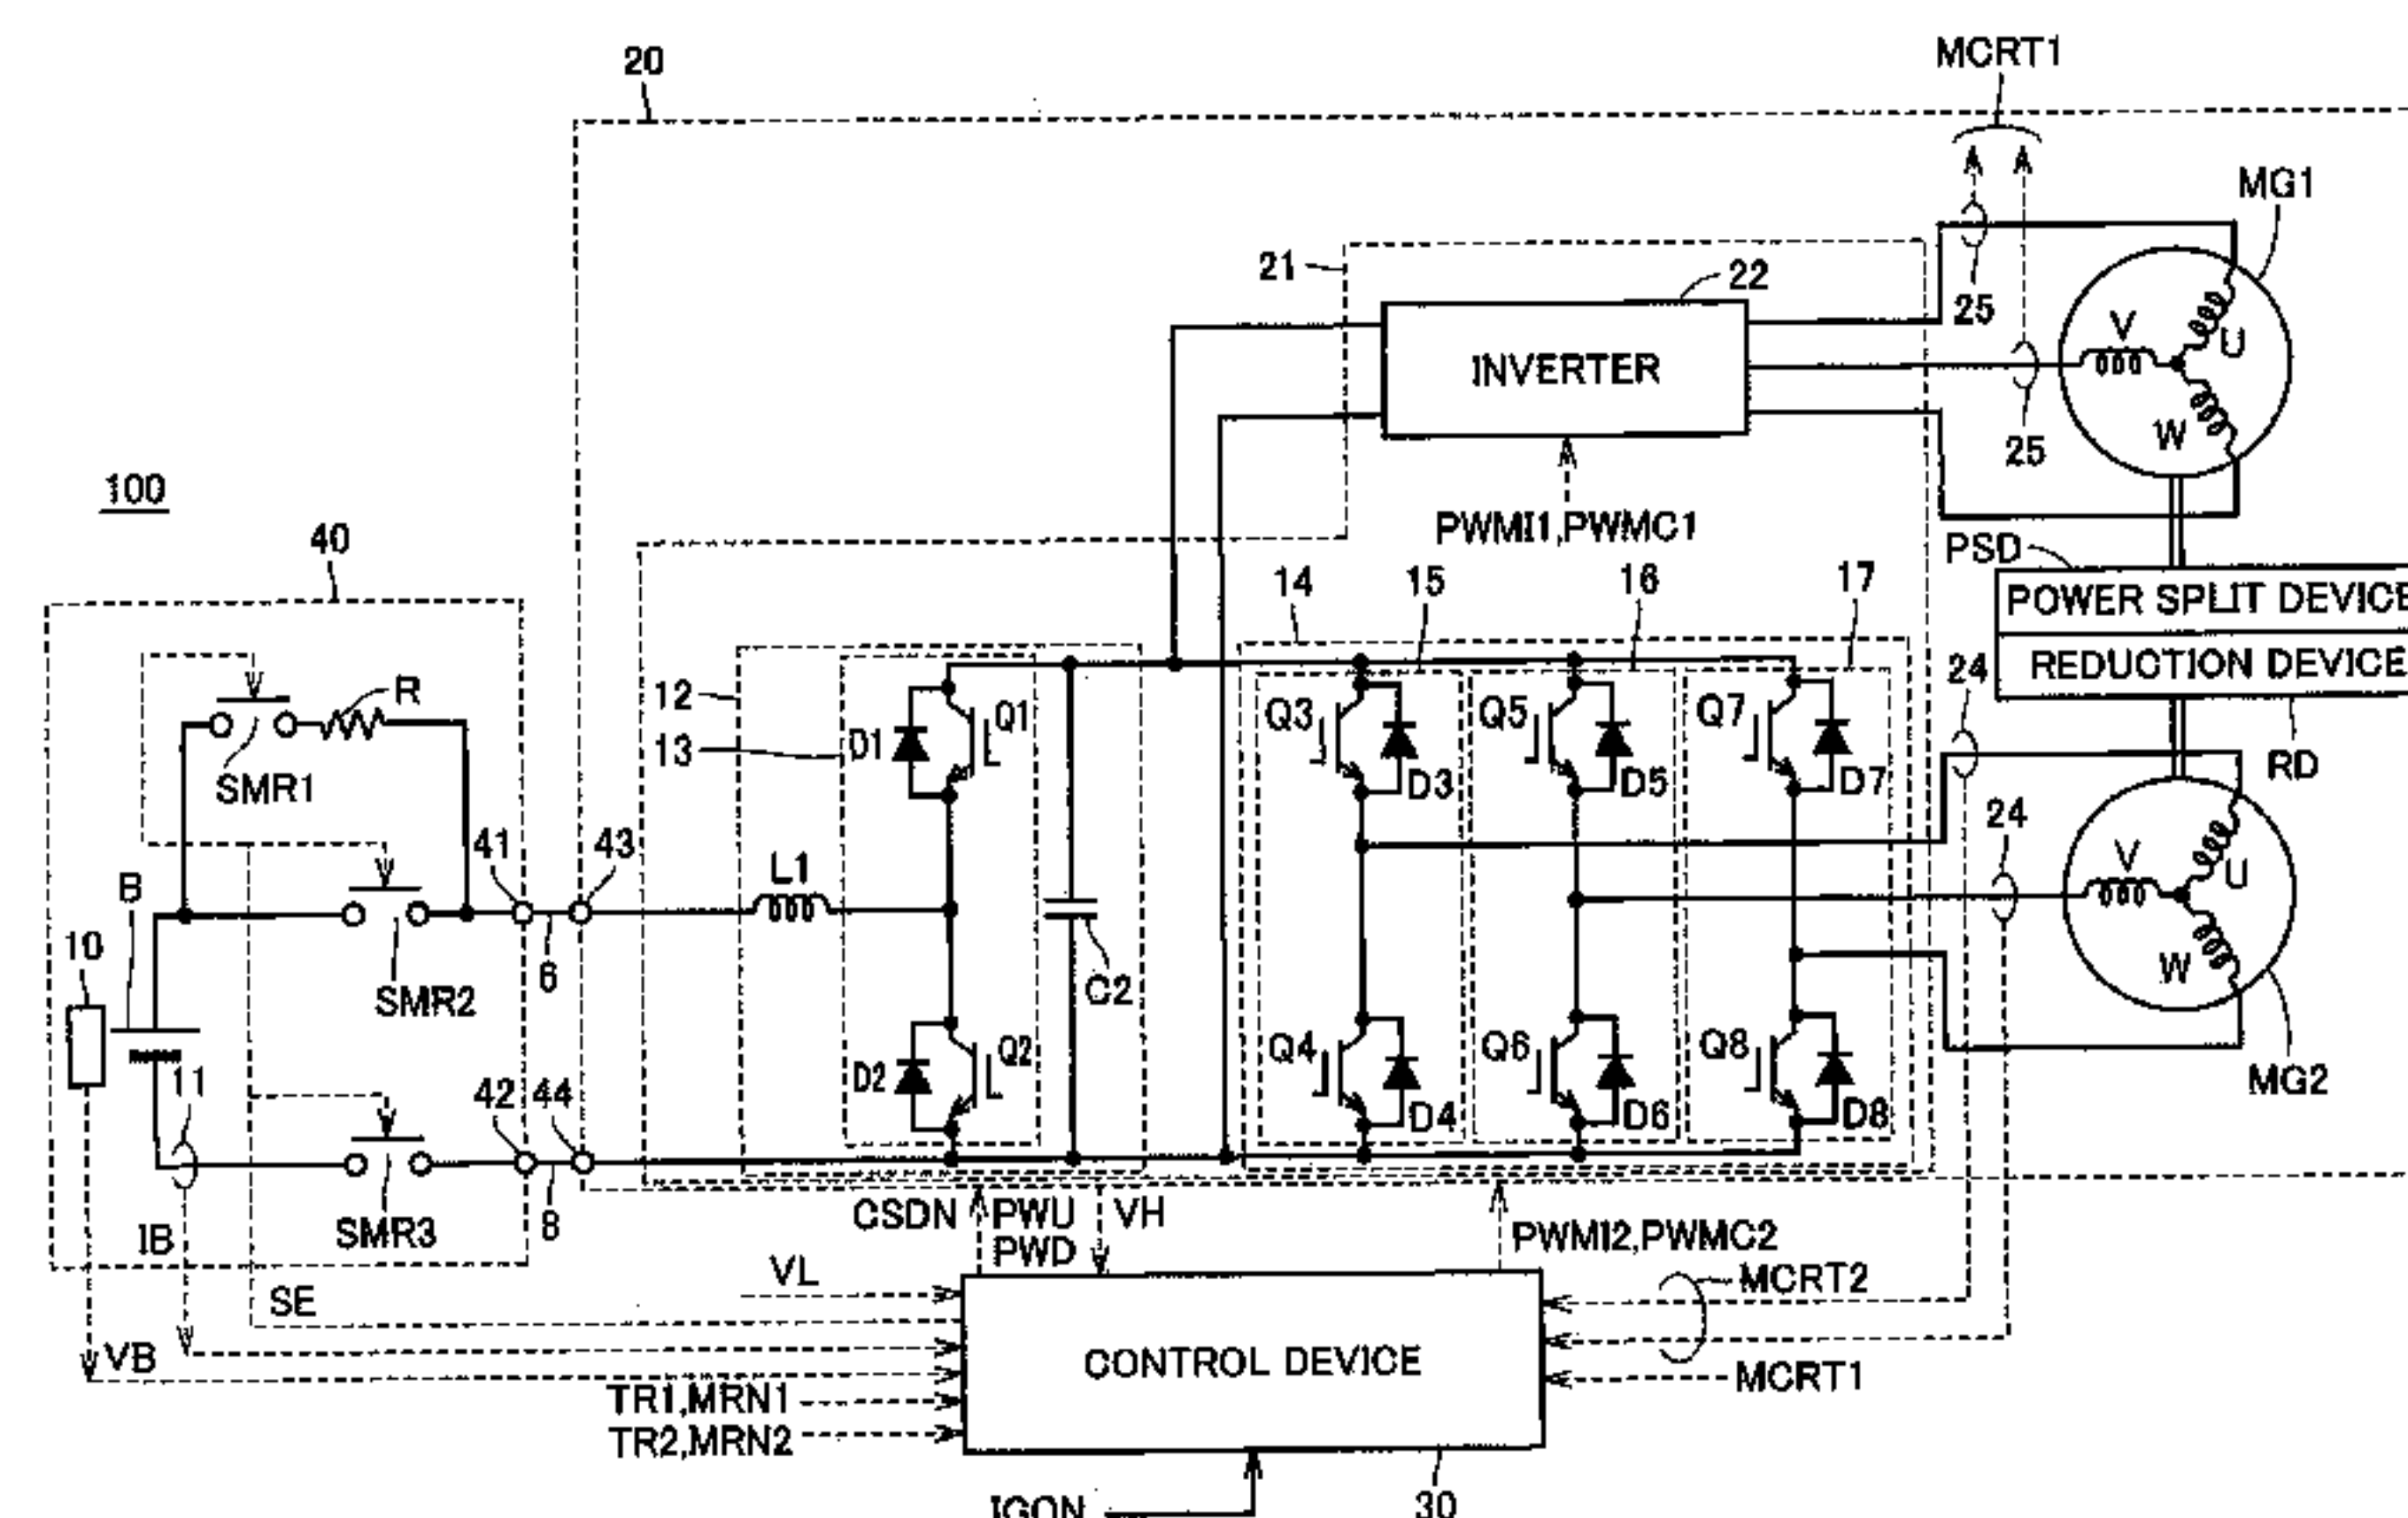 20
MCRT1
MG1
21
22
25
INVERTER
V
U
W
25
100
PWMI1,PWMC1
40
PSD
POWER SPLIT DEVICE
REDUCTION DEVICE
14
15
16
17
24
12
R
13
D1
Q1
Q3
D3
Q5
D5
Q7
D7
RD
SMR1
41
43
24
B
L1
V
U
W
10
6
SMR2
C2
11
42
44
D2
Q2
Q4
D4
Q6
D6
Q8
D8
MG2
SMR3
8
IB
CSDN
PWU
PWD
VH
PWMI2,PWMC2
VL
MCRT2
SE
VB
CONTROL DEVICE
MCRT1
TR1,MRN1
TR2,MRN2
IGON
30